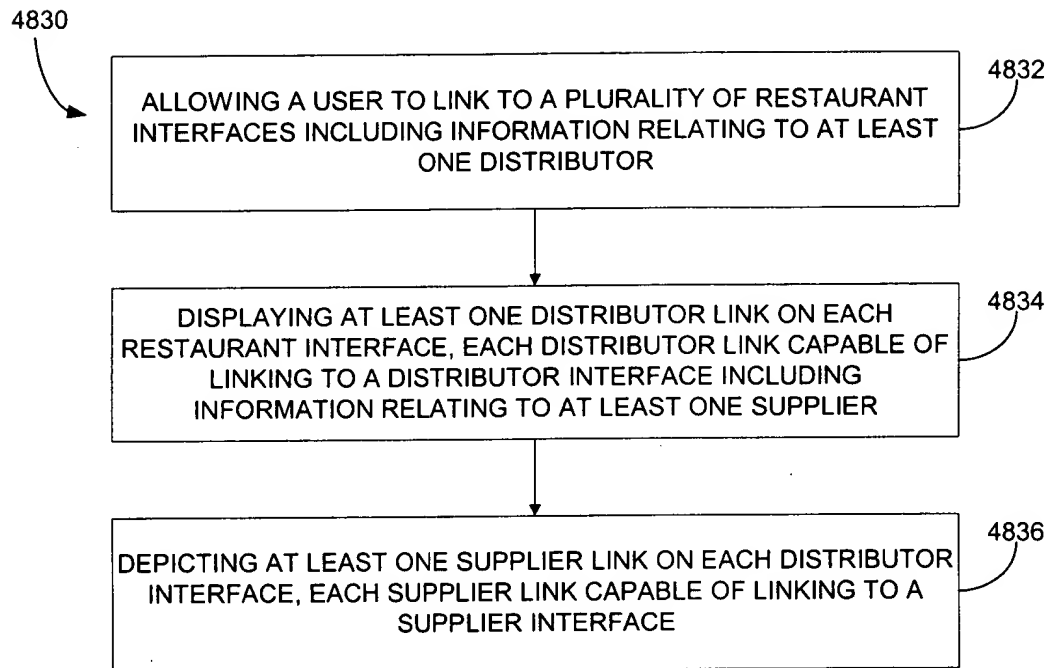 4830
4832
ALLOWING A USER TO LINK TO A PLURALITY OF RESTAURANT
INTERFACES INCLUDING INFORMATION RELATING TO AT LEAST
ONE DISTRIBUTOR
4834
DISPLAYING AT LEAST ONE DISTRIBUTOR LINK ON EACH
RESTAURANT INTERFACE, EACH DISTRIBUTOR LINK CAPABLE OF
LINKING TO A DISTRIBUTOR INTERFACE INCLUDING
INFORMATION RELATING TO AT LEAST ONE SUPPLIER
4836
DEPICTING AT LEAST ONE SUPPLIER LINK ON EACH DISTRIBUTOR
INTERFACE, EACH SUPPLIER LINK CAPABLE OF LINKING TO A
SUPPLIER INTERFACE